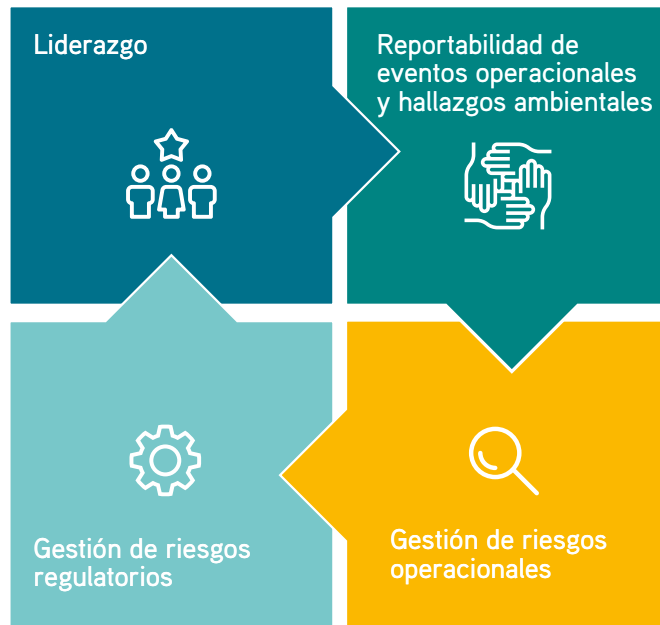 Liderazgo
Reportabilidad de
eventos operacionales
y hallazgos ambientales
Gestión de riesgos
regulatorios
Gestión de riesgos
operacionales